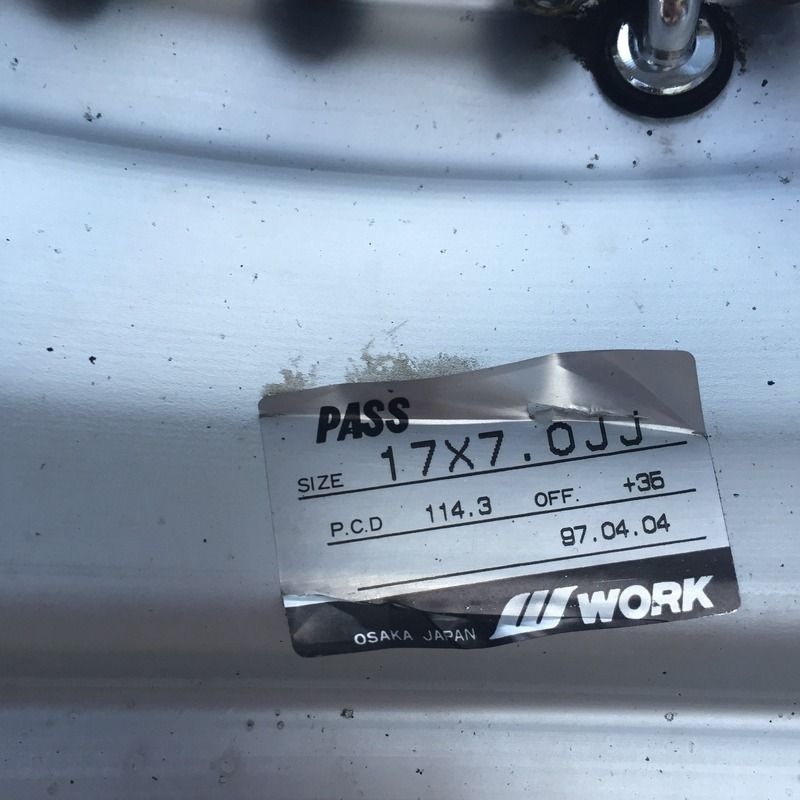 PASS
SIZE 17X7.0JJ
P.C.D 114.3 OFF. +35
97.04.04
OSAKA JAPAN WORK